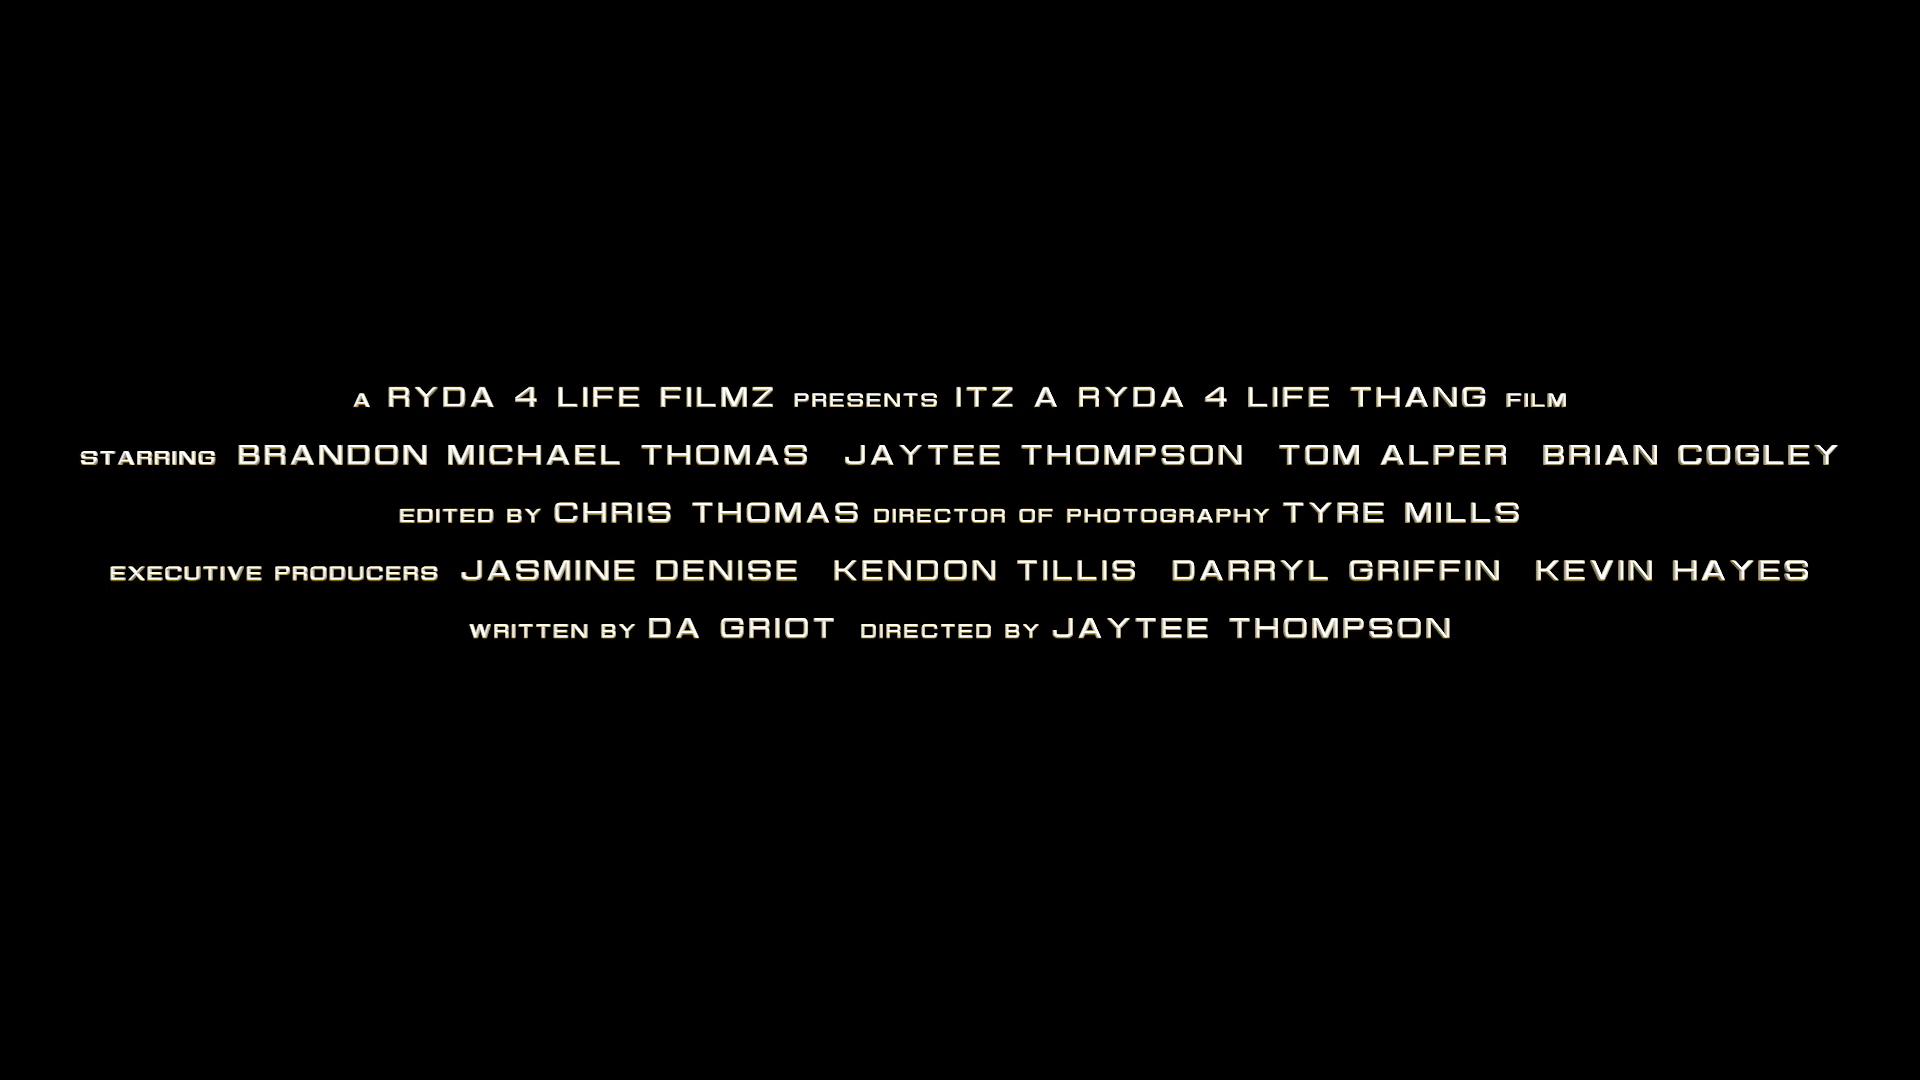 A RYDA 4 LIFE FILMZ PRESENTS ITZ A RYDA 4 LIFE THANG FILM
STARRING BRANDON MICHAEL THOMAS JAYTEE THOMPSON TOM ALPER BRIAN COGLEY
EDITED BY CHRIS THOMAS DIRECTOR OF PHOTOGRAPHY TYRE MILLS
EXECUTIVE PRODUCERS JASMINE DENISE KENDON TILLIS DARRYL GRIFFIN KEVIN HAYES
WRITTEN BY DA GRIOT DIRECTED BY JAYTEE THOMPSON